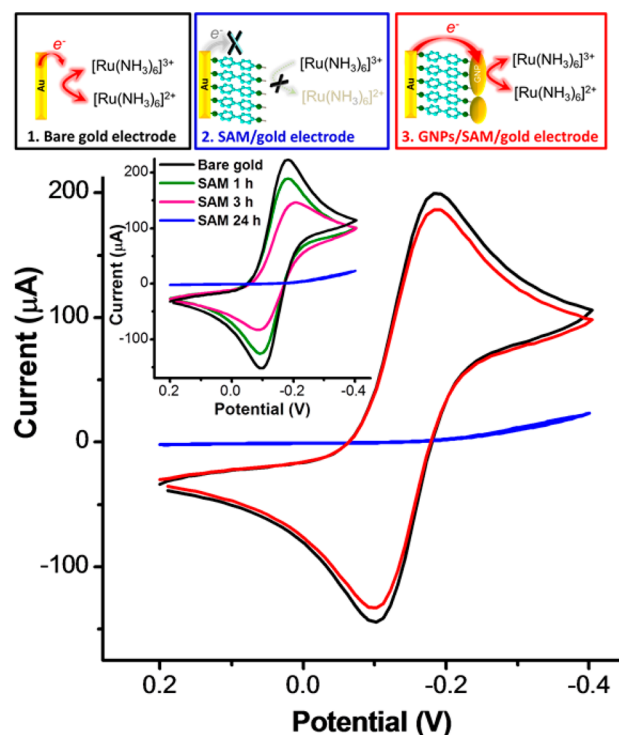 e⁻
Au
[Ru(NH₃)₆]³⁺
[Ru(NH₃)₆]²⁺
1. Bare gold electrode
e⁻
X
Au
[Ru(NH₃)₆]³⁺
[Ru(NH₃)₆]²⁺
2. SAM/gold electrode
e⁻
Au
GNP
[Ru(NH₃)₆]³⁺
[Ru(NH₃)₆]²⁺
3. GNPs/SAM/gold electrode
Bare gold
SAM 1 h
SAM 3 h
SAM 24 h
200
100
0
-100
Current (µA)
0.2
0.0
-0.2
-0.4
Potential (V)
200
100
0
-100
Current (µA)
0.2
0.0
-0.2
-0.4
Potential (V)